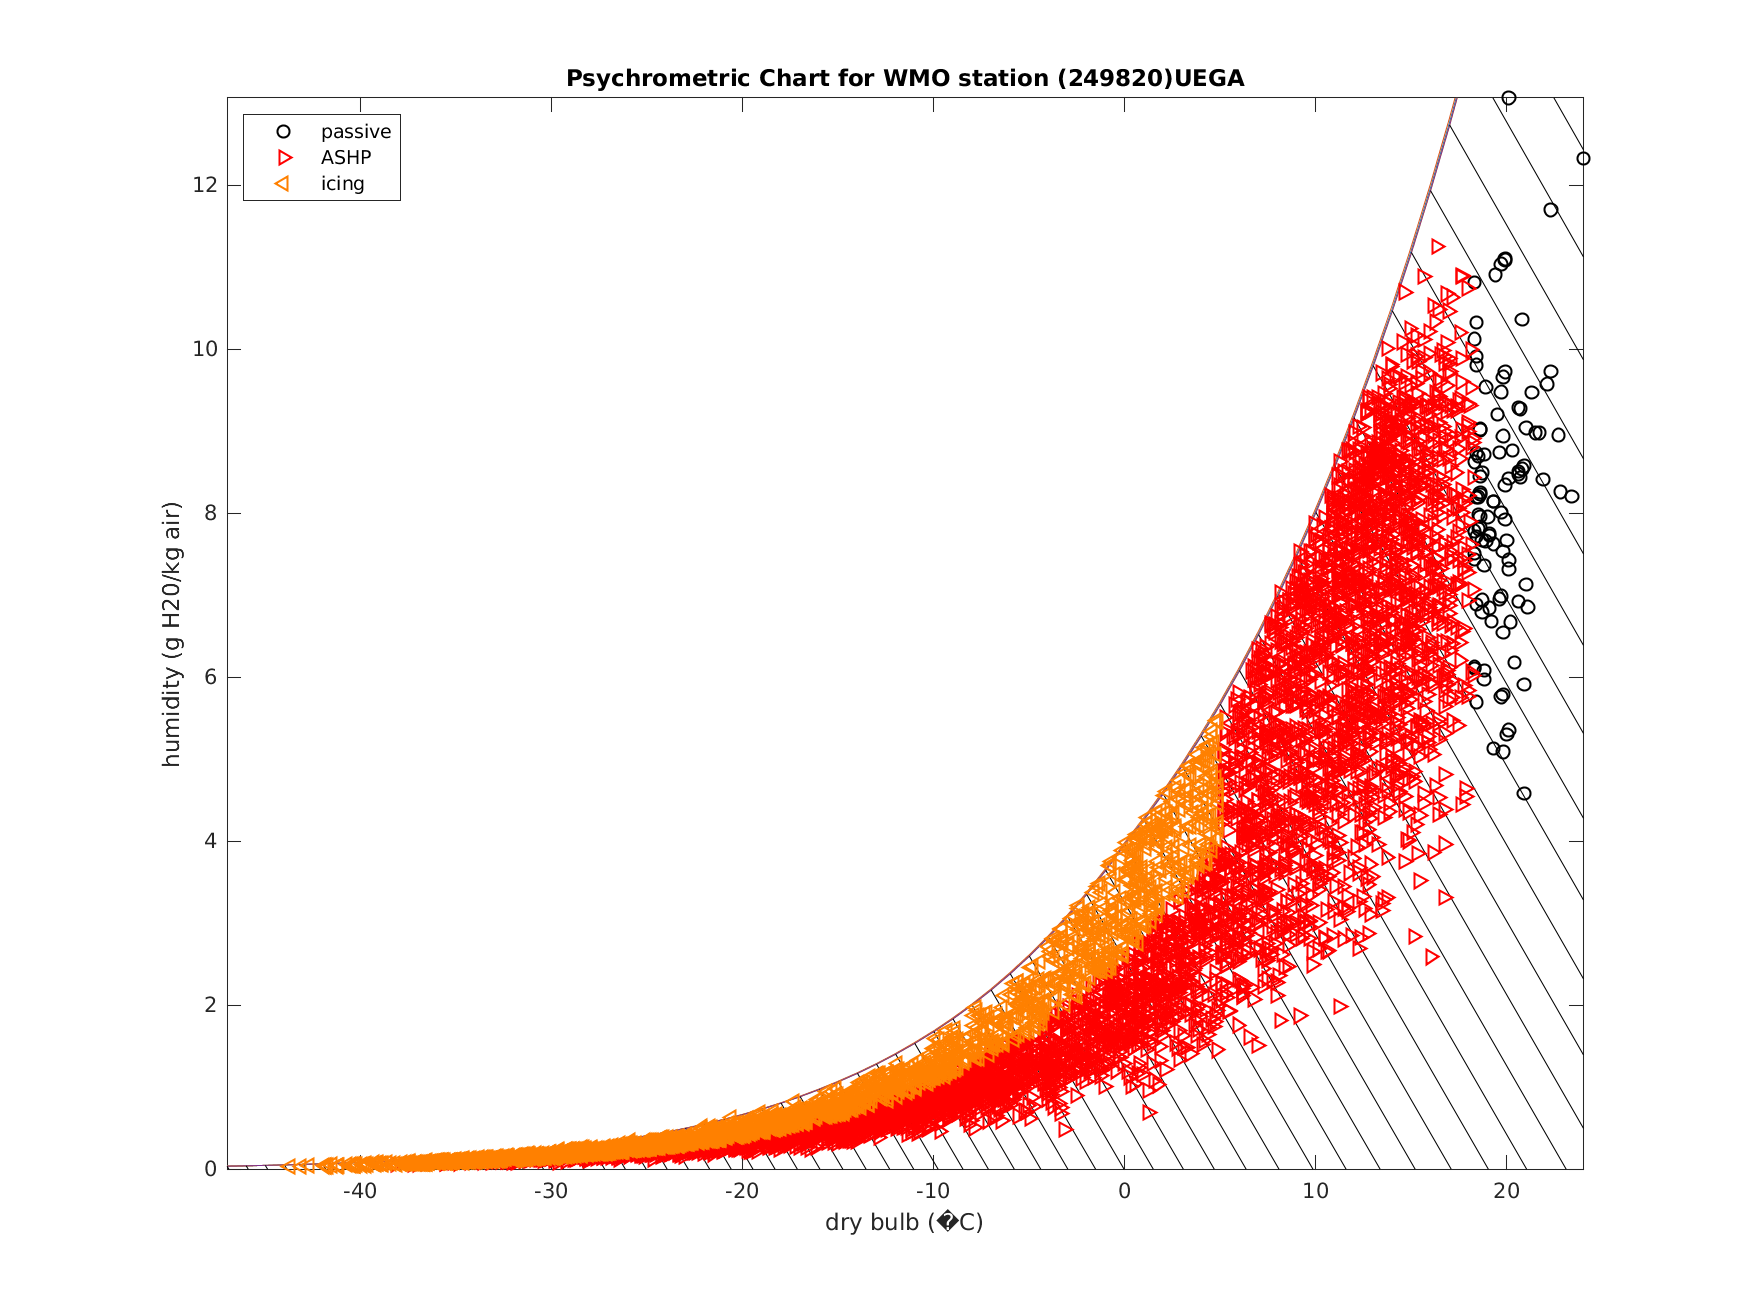 Psychrometric Chart for WMO station (249820)UEGA
passive
ASHP
icing
12
10
8
6
4
2
0
humidity (g H20/kg air)
-40 -30 -20 -10 0 10 20
dry bulb (�C)